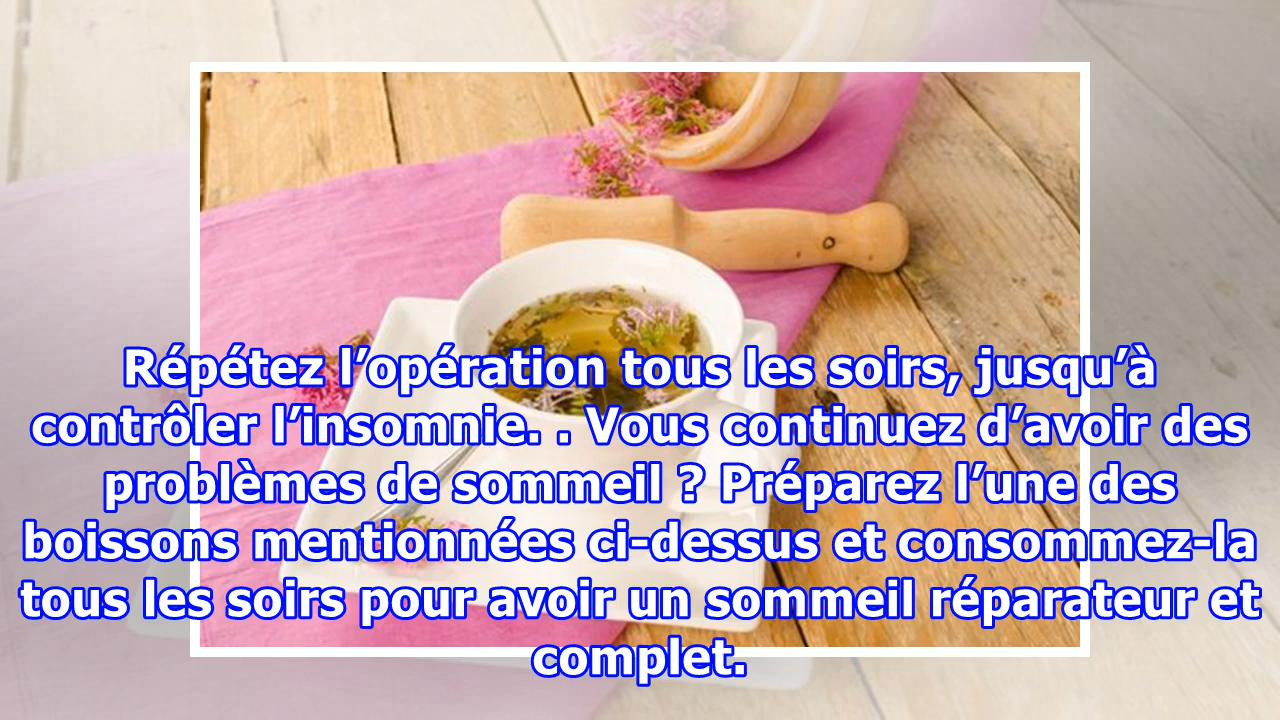 Répétez l’opération tous les soirs, jusqu’à
contrôler l’insomnie. . Vous continuez d’avoir des
problèmes de sommeil ? Préparez l’une des
boissons mentionnées ci-dessus et consommez-la
tous les soirs pour avoir un sommeil réparateur et
complet.